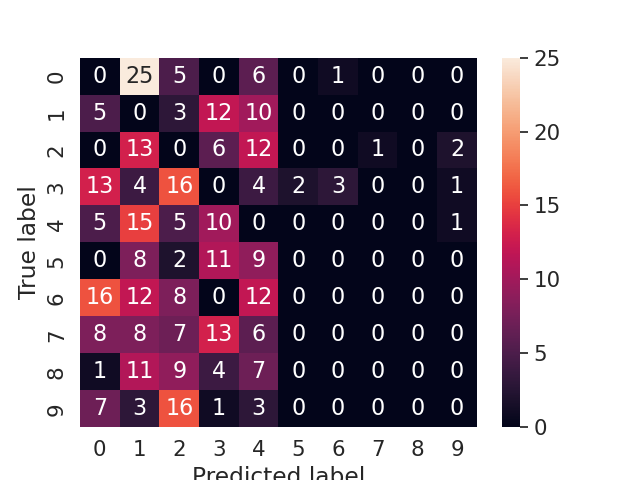 0 0 25 5 0 6 0 1 0 0 0
1 5 0 3 12 10 0 0 0 0 0
2 0 13 0 6 12 0 0 1 0 2
3 13 4 16 0 4 2 3 0 0 1
4 5 15 5 10 0 0 0 0 0 1
5 0 8 2 11 9 0 0 0 0 0
6 16 12 8 0 12 0 0 0 0 0
7 8 8 7 13 6 0 0 0 0 0
8 1 11 9 4 7 0 0 0 0 0
9 7 3 16 1 3 0 0 0 0 0
0 1 2 3 4 5 6 7 8 9
Predicted label
True label
25
20
15
10
5
0